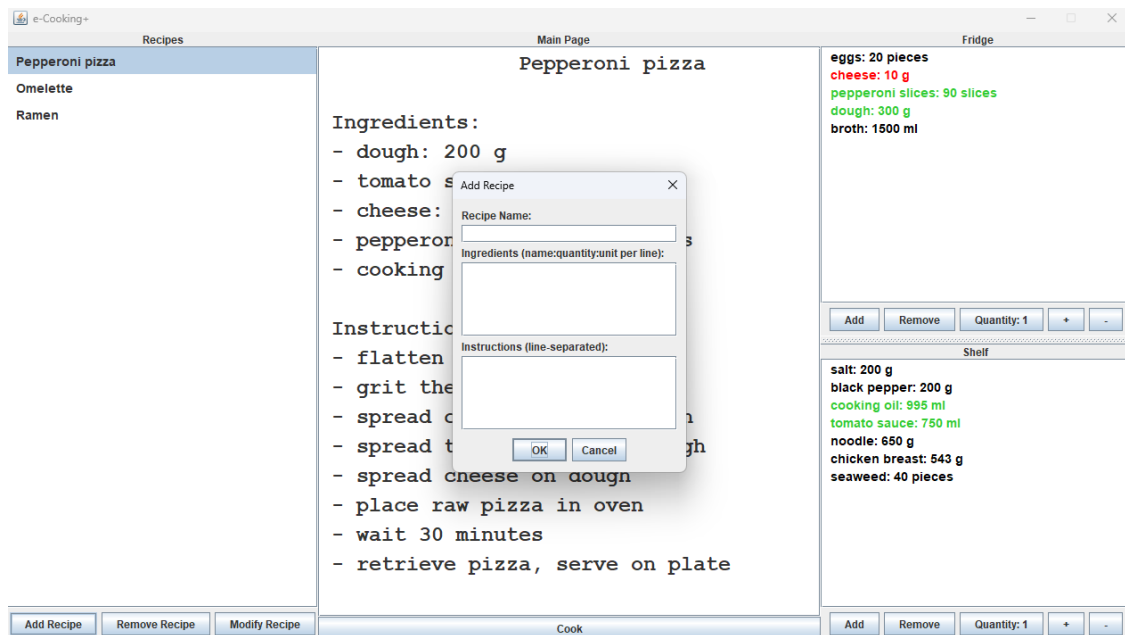 e-Cooking+
Recipes
Pepperoni pizza
Omelette
Ramen
Add Recipe
Remove Recipe
Modify Recipe
Main Page
Pepperoni pizza
Ingredients:
- dough: 200 g
- tomato
- cheese:
-
- cooking
- flatten
- grit the
- spread
- spread
- spread cheese on dough
- place raw pizza in oven
- wait 30 minutes
- retrieve pizza, serve on plate
Cook
Add Recipe
Recipe Name:
Ingredients (name:quantity:unit per line):
Instructions (line-separated):
OK
Cancel
Fridge
eggs: 20 pieces
cheese: 10 g
pepperoni slices: 90 slices
dough: 300 g
broth: 1500 ml
Add
Remove
Quantity: 1
+
-
Shelf
salt: 200 g
black pepper: 200 g
cooking oil: 995 ml
tomato sauce: 750 ml
noodle: 650 g
chicken breast: 543 g
seaweed: 40 pieces
Add
Remove
Quantity: 1
+
-